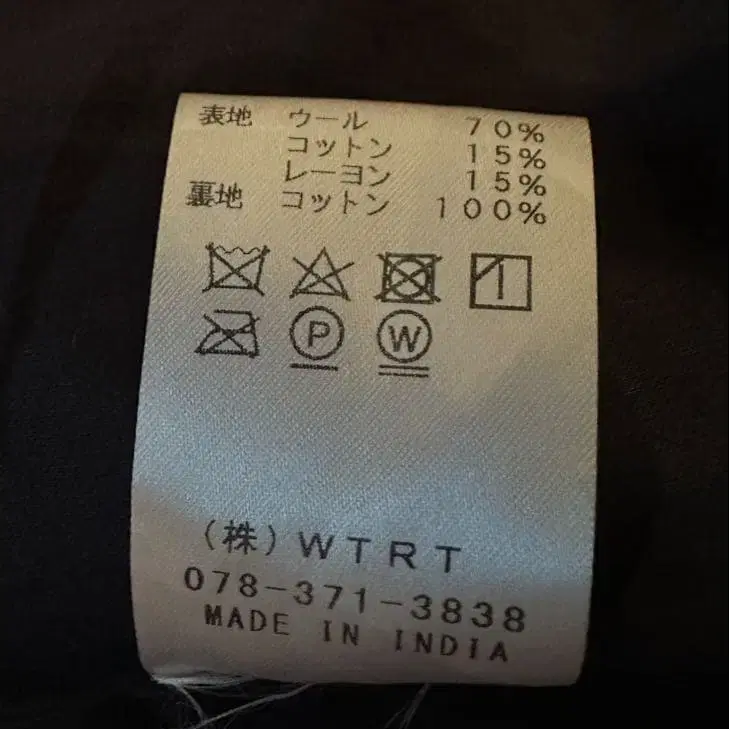 表地 ウール 70%
コットン 15%
レーヨン 15%
裏地 コットン 100%
P W
(株)WTRT
078-371-3838
MADE IN INDIA